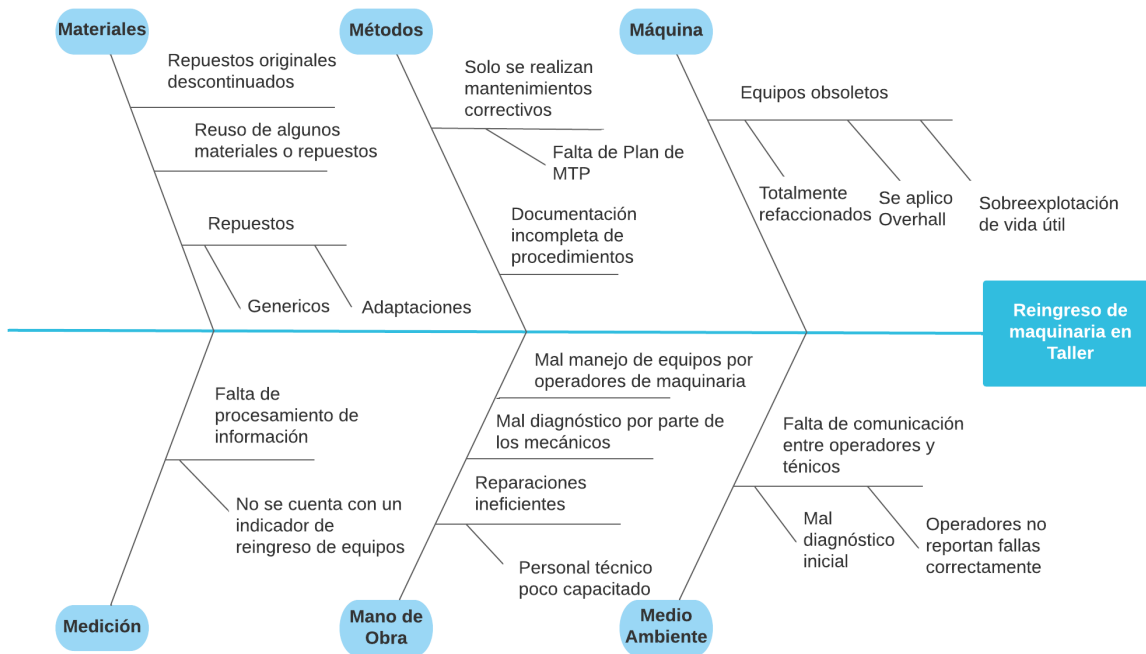 Materiales
Métodos
Máquina
Repuestos originales
descontinuados
Reuso de algunos
materiales o repuestos
Repuestos
Genericos
Adaptaciones
Solo se realizan
mantenimientos
correctivos
Falta de Plan de
MTP
Documentación
incompleta de
procedimientos
Equipos obsoletos
Totalmente
refaccionados
Se aplico
Overhall
Sobreexplotación
de vida útil
Reingreso de
maquinaria en
Taller
Falta de
procesamiento de
información
No se cuenta con un
indicador de
reingreso de equipos
Mal manejo de equipos por
operadores de maquinaria
Mal diagnóstico por parte de
los mecánicos
Reparaciones
ineficientes
Personal técnico
poco capacitado
Falta de comunicación
entre operadores y
ténicos
Mal
diagnóstico
inicial
Operadores no
reportan fallas
correctamente
Medición
Mano de
Obra
Medio
Ambiente